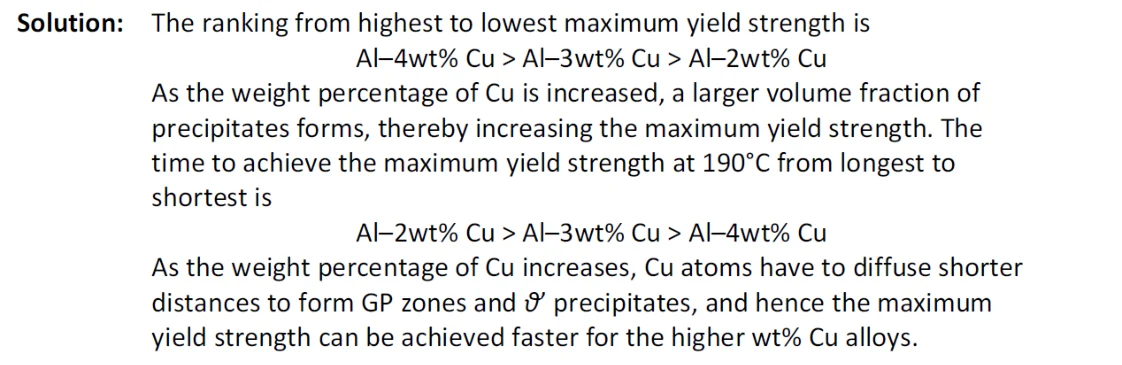 Solution: The ranking from highest to lowest maximum yield strength is
Al–4wt% Cu > Al–3wt% Cu > Al–2wt% Cu
As the weight percentage of Cu is increased, a larger volume fraction of
precipitates forms, thereby increasing the maximum yield strength. The
time to achieve the maximum yield strength at 190°C from longest to
shortest is
Al–2wt% Cu > Al–3wt% Cu > Al–4wt% Cu
As the weight percentage of Cu increases, Cu atoms have to diffuse shorter
distances to form GP zones and ϑ′ precipitates, and hence the maximum
yield strength can be achieved faster for the higher wt% Cu alloys.